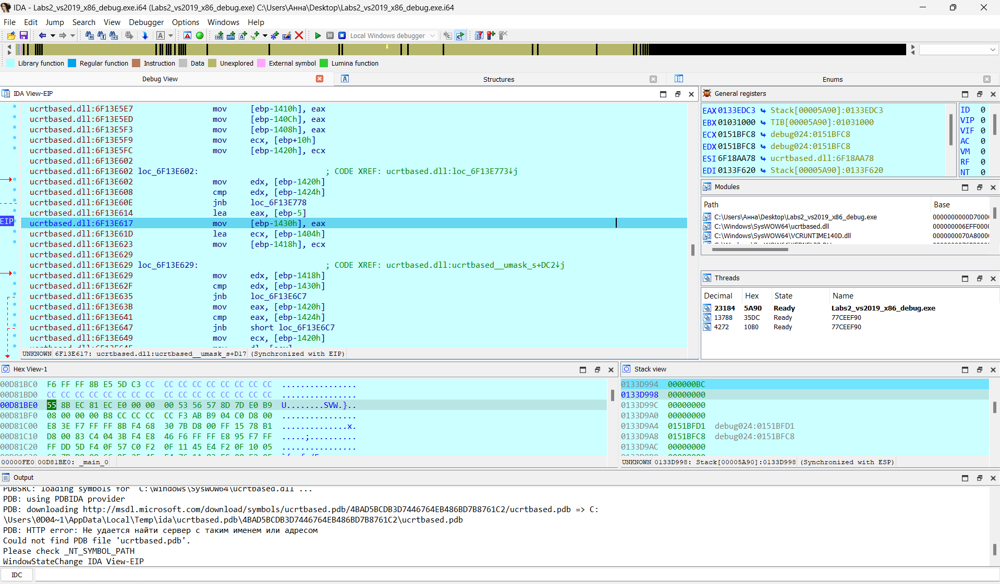 IDA - Labs2_vs2019_x86_debug.exe.i64 (Labs2_vs2019_x86_debug.exe) C:\Users\Анна\Desktop\Labs2_vs2019_x86_debug.exe.i64
File Edit Jump Search View Debugger Options Windows Help
Local Windows debugger
Library function Regular function Instruction Data Unexplored External symbol Lumina function
Debug View Structures Enums
IDA View-EIP
ucrtbased.dll:6F13E5E7 mov [ebp-1410h], eax
ucrtbased.dll:6F13E5ED mov [ebp-140Ch], eax
ucrtbased.dll:6F13E5F3 mov [ebp-1408h], eax
ucrtbased.dll:6F13E5F9 mov ecx, [ebp+10h]
ucrtbased.dll:6F13E5FC mov [ebp-1420h], ecx
ucrtbased.dll:6F13E602
ucrtbased.dll:6F13E602 loc_6F13E602: ; CODE XREF: ucrtbased.dll:loc_6F13E773↓j
ucrtbased.dll:6F13E602 mov edx, [ebp-1420h]
ucrtbased.dll:6F13E608 cmp edx, [ebp-1424h]
ucrtbased.dll:6F13E60E jnb loc_6F13E778
ucrtbased.dll:6F13E614 lea eax, [ebp-5]
EIP ucrtbased.dll:6F13E617 mov [ebp-1430h], eax
ucrtbased.dll:6F13E61D lea ecx, [ebp-1404h]
ucrtbased.dll:6F13E623 mov [ebp-1418h], ecx
ucrtbased.dll:6F13E629
ucrtbased.dll:6F13E629 loc_6F13E629: ; CODE XREF: ucrtbased.dll:ucrtbased__umask_s+DC2↓j
ucrtbased.dll:6F13E629 mov edx, [ebp-1418h]
ucrtbased.dll:6F13E62F cmp edx, [ebp-1430h]
ucrtbased.dll:6F13E635 jnb loc_6F13E6C7
ucrtbased.dll:6F13E63B mov eax, [ebp-1420h]
ucrtbased.dll:6F13E641 cmp eax, [ebp-1424h]
ucrtbased.dll:6F13E647 jnb short loc_6F13E6C7
ucrtbased.dll:6F13E649 mov ecx, [ebp-1420h]
UNKNOWN 6F13E617: ucrtbased.dll:ucrtbased__umask_s+D17 (Synchronized with EIP)
General registers
EAX 0133EDC3 Stack[00005A90]:0133EDC3
EBX 01031000 TIB[00005A90]:01031000
ECX 0151BFC8 debug024:0151BFC8
EDX 0151BFC8 debug024:0151BFC8
ESI 6F18AA78 ucrtbased.dll:6F18AA78
EDI 0133F620 Stack[00005A90]:0133F620
ID 0
VIP 0
VIF 0
AC 0
VM 0
RF 0
NT 0
Modules
Path Base
C:\Users\Анна\Desktop\Labs2_vs2019_x86_debug.exe 0000000000D7000
C:\Windows\SysWOW64\ucrtbased.dll 000000006EFF000
C:\Windows\SysWOW64\VCRUNTIME140D.dll 0000000070A8000
Threads
Decimal Hex State Name
23184 5A90 Ready Labs2_vs2019_x86_debug.exe
13788 35DC Ready 77CEEF90
4272 10B0 Ready 77CEEF90
Hex View-1
00D81BC0 F6 FF FF 8B E5 5D C3 CC CC CC CC CC CC CC CC CC ................
00D81BD0 CC CC CC CC CC CC CC CC CC CC CC CC CC CC CC CC ................
00D81BE0 55 8B EC 81 EC E0 00 00 00 53 56 57 8D 7D E0 B9 U........SVW.}..
00D81BF0 08 00 00 00 B8 CC CC CC CC F3 AB B9 04 C0 D8 00 ................
00D81C00 E8 3E F7 FF FF 8B F4 68 30 7B D8 00 FF 15 78 B1 ..............x.
00D81C10 D8 00 83 C4 04 3B F4 E8 46 F6 FF FF E8 95 F7 FF .....;..........
00D81C20 FF DD 5D F4 0F 57 C0 F2 0F 11 45 E4 F2 0F 10 05 ................
00000FE0 00D81BE0: _main_0
Stack view
0133D994 000000BC
0133D998 00000000
0133D99C 00000000
0133D9A0 00000000
0133D9A4 0151BFD1 debug024:0151BFD1
0133D9A8 0151BFC8 debug024:0151BFC8
0133D9AC 00000000
UNKNOWN 0133D998: Stack[00005A90]:0133D998 (Synchronized with ESP)
Output
PDBSRC: loading symbols for 'C:\Windows\SysWOW64\ucrtbased.dll'...
PDB: using PDBIDA provider
PDB: downloading http://msdl.microsoft.com/download/symbols/ucrtbased.pdb/4BAD5BCDB3D7446764EB486BD7B8761C2/ucrtbased.pdb => C:
\Users\0D04~1\AppData\Local\Temp\ida\ucrtbased.pdb\4BAD5BCDB3D7446764EB486BD7B8761C2\ucrtbased.pdb
PDB: HTTP error: Не удается найти сервер с таким именем или адресом
Could not find PDB file 'ucrtbased.pdb'.
Please check _NT_SYMBOL_PATH
WindowStateChange IDA View-EIP
IDC